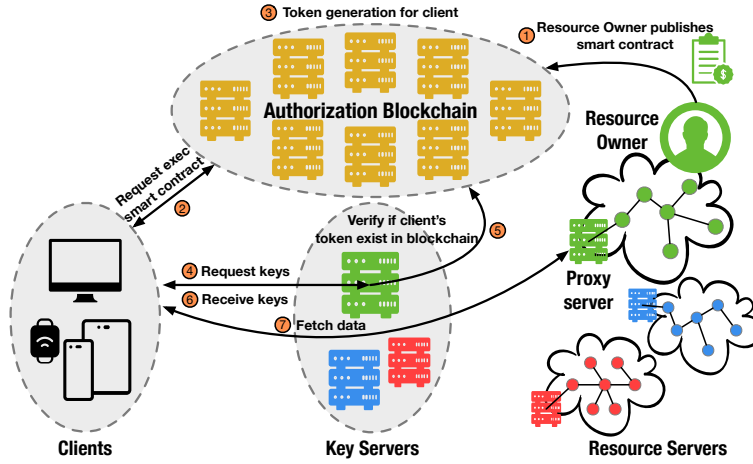 ③ Token generation for client
① Resource Owner publishes
smart contract
$
Authorization Blockchain
Resource
Owner
Request exec
smart contract
②
Verify if client's
token exist in blockchain
⑤
④ Request keys
⑥ Receive keys
⑦ Fetch data
Proxy
server
Clients
Key Servers
Resource Servers